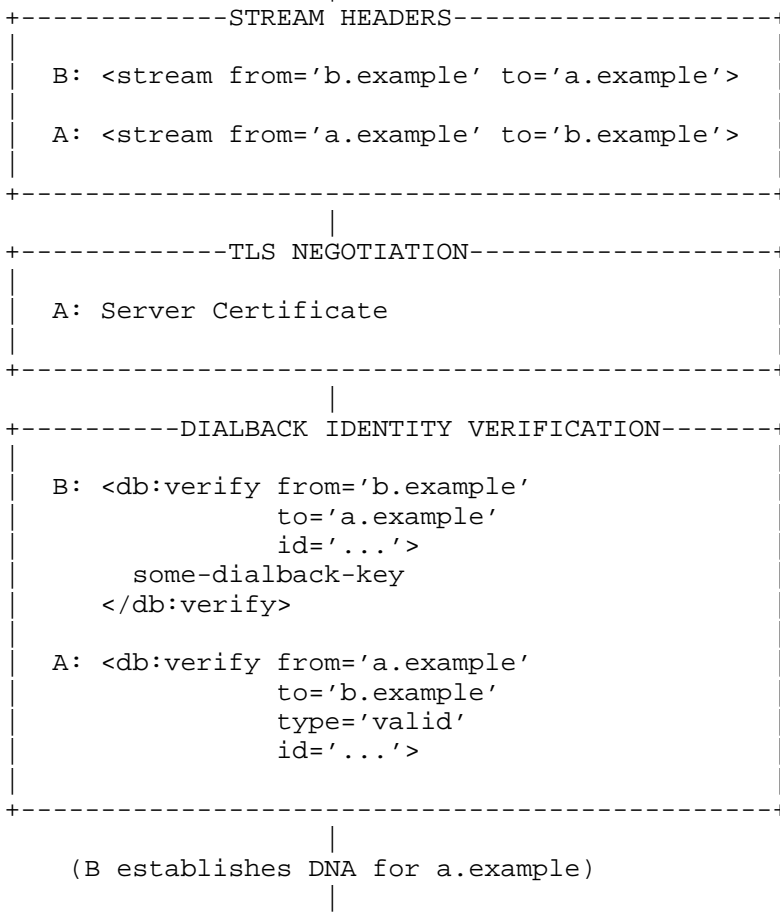 +-------------STREAM HEADERS--------------------+
|                                               |
|  B: <stream from='b.example' to='a.example'>  |
|                                               |
|  A: <stream from='a.example' to='b.example'>  |
|                                               |
+-----------------------------------------------+
                    |
+-------------TLS NEGOTIATION-------------------+
|                                               |
|  A: Server Certificate                        |
|                                               |
+-----------------------------------------------+
                    |
+----------DIALBACK IDENTITY VERIFICATION-------+
|                                               |
|  B: <db:verify from='b.example'               |
|                to='a.example'                 |
|                id='...'>                      |
|       some-dialback-key                       |
|     </db:verify>                              |
|                                               |
|  A: <db:verify from='a.example'               |
|                to='b.example'                 |
|                type='valid'                   |
|                id='...'>                      |
|                                               |
+-----------------------------------------------+
                    |
    (B establishes DNA for a.example)
                    |